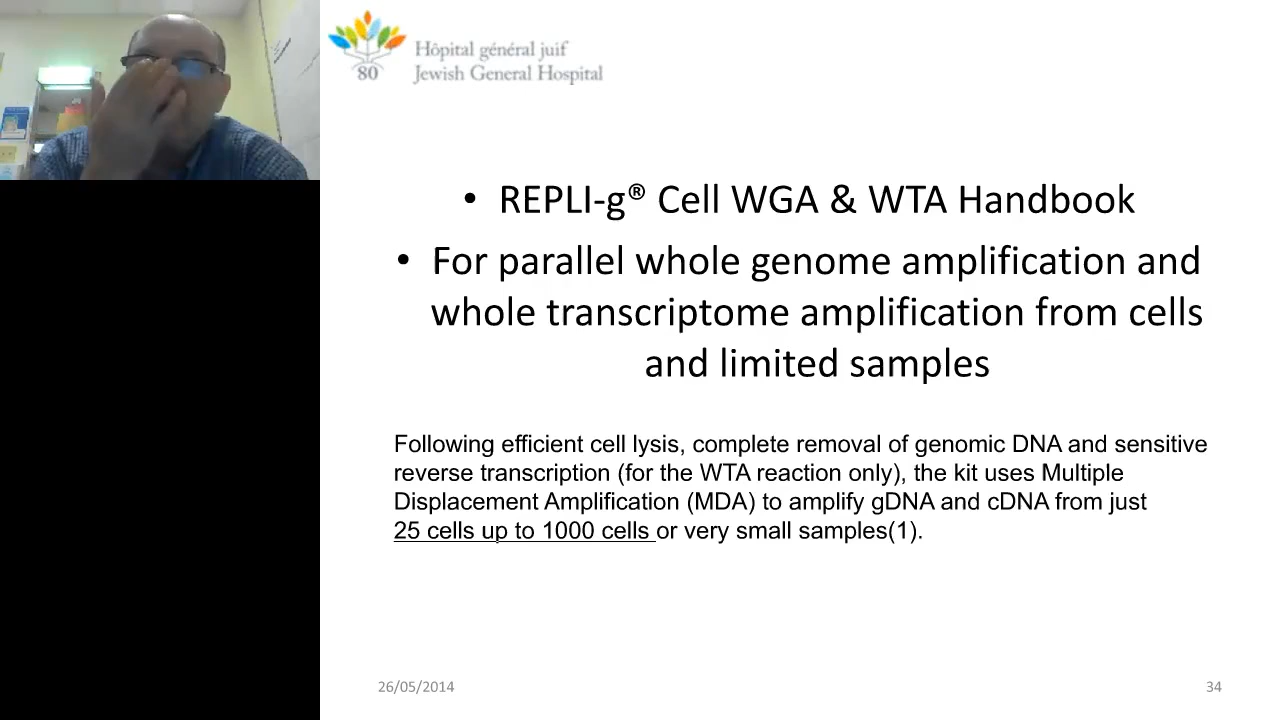 Hôpital général juif
80 Jewish General Hospital
• REPLI-g® Cell WGA & WTA Handbook
• For parallel whole genome amplification and
whole transcriptome amplification from cells
and limited samples
Following efficient cell lysis, complete removal of genomic DNA and sensitive
reverse transcription (for the WTA reaction only), the kit uses Multiple
Displacement Amplification (MDA) to amplify gDNA and cDNA from just
25 cells up to 1000 cells or very small samples(1).
26/05/2014 34